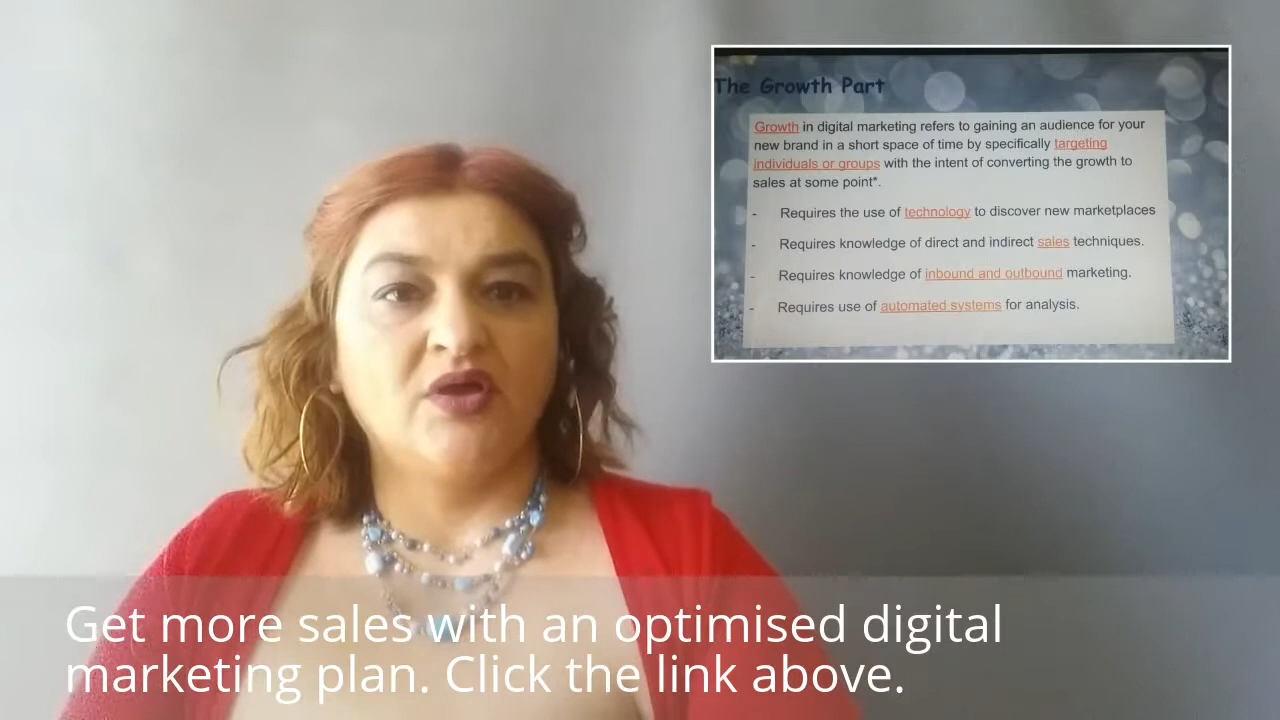 The Growth Part
Growth in digital marketing refers to gaining an audience for your
new brand in a short space of time by specifically targeting
individuals or groups with the intent of converting the growth to
sales at some point*.
- Requires the use of technology to discover new marketplaces
- Requires knowledge of direct and indirect sales techniques.
- Requires knowledge of inbound and outbound marketing.
- Requires use of automated systems for analysis.
Get more sales with an optimised digital
marketing plan. Click the link above.